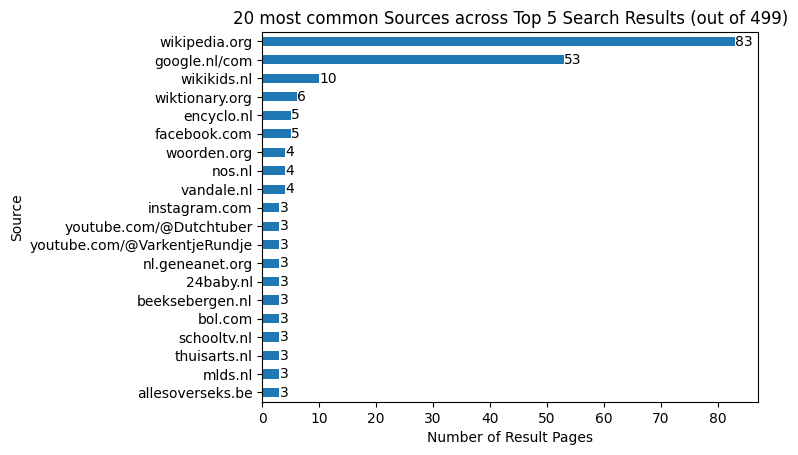 20 most common Sources across Top 5 Search Results (out of 499)
wikipedia.org 83
google.nl/com 53
wikikids.nl 10
wiktionary.org 6
encyclo.nl 5
facebook.com 5
woorden.org 4
nos.nl 4
vandale.nl 4
instagram.com 3
youtube.com/@Dutchtuber 3
youtube.com/@VarkentjeRundje 3
nl.geneanet.org 3
24baby.nl 3
beeksebergen.nl 3
bol.com 3
schooltv.nl 3
thuisarts.nl 3
mlds.nl 3
allesoverseks.be 3
Source
0 10 20 30 40 50 60 70 80
Number of Result Pages